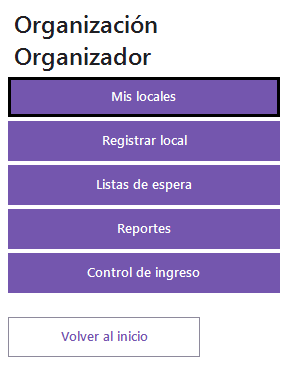 Organización
Organizador
Mis locales
Registrar local
Listas de espera
Reportes
Control de ingreso
Volver al inicio